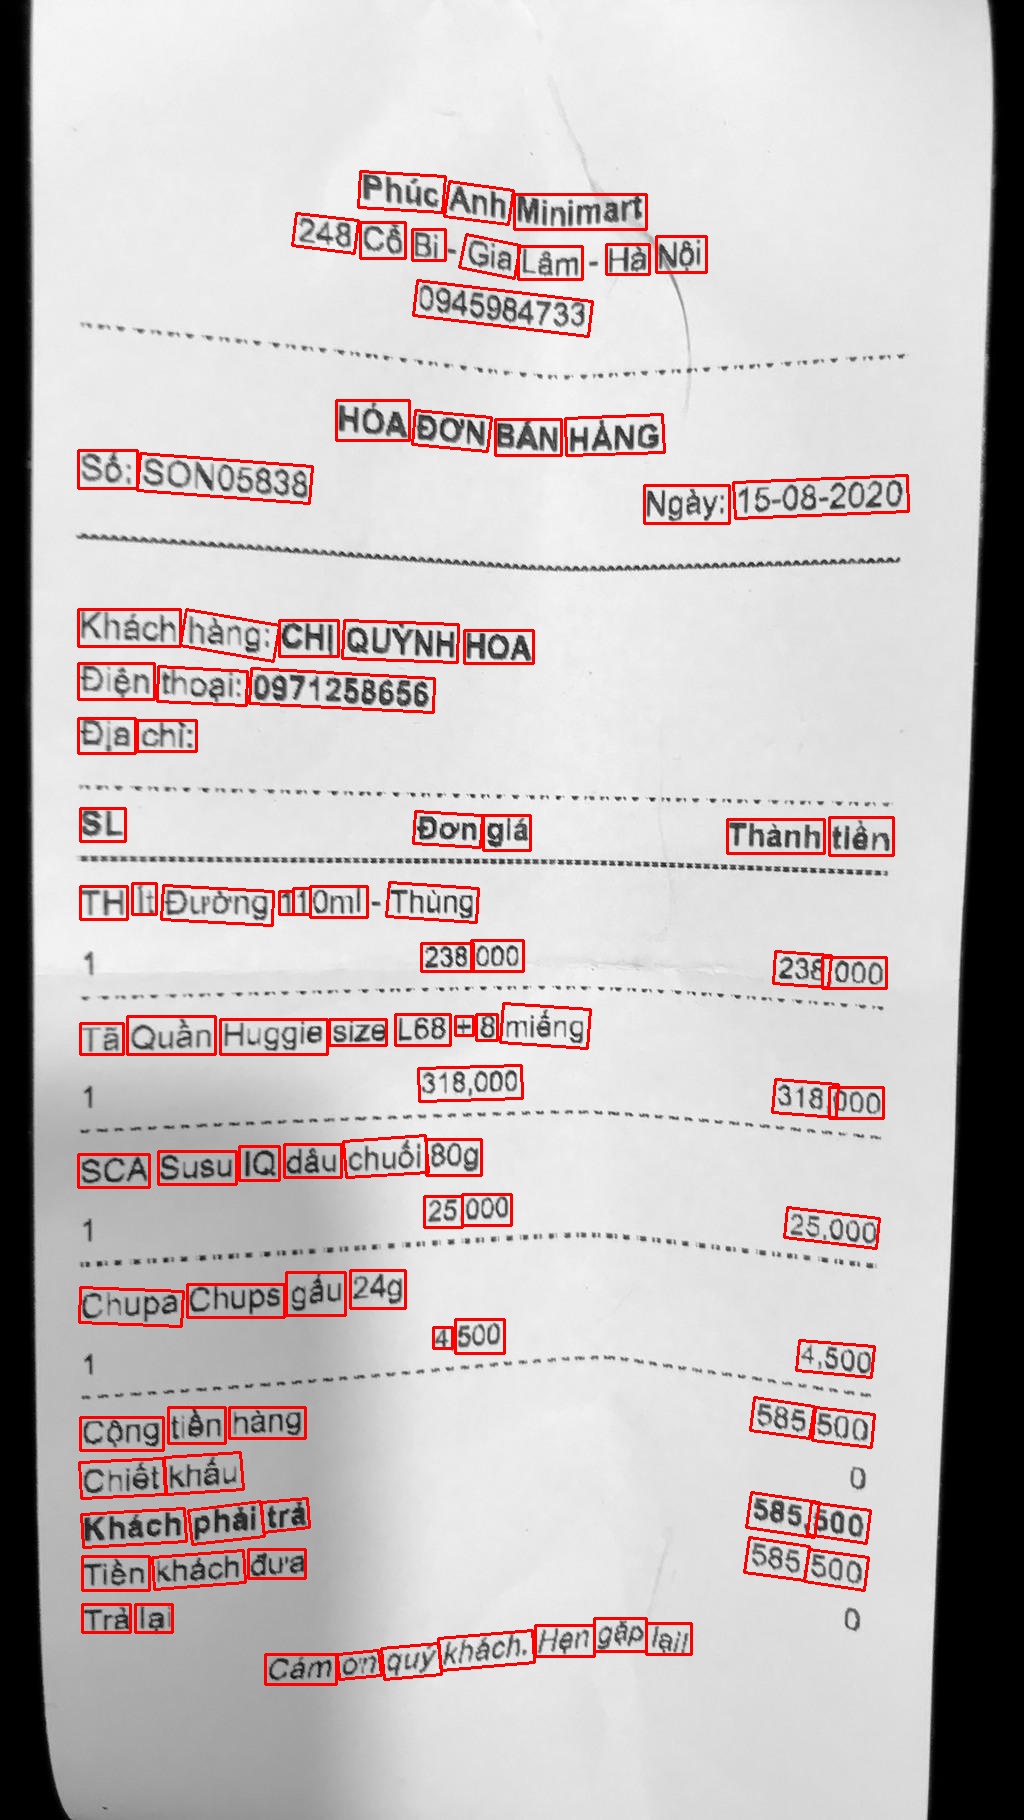 Phúc Anh Minimart
248 Cổ Bi - Gia Lâm - Hà Nội
0945984733
HÓA ĐƠN BÁN HÀNG
Số: SON05838
Ngày: 15-08-2020
Khách hàng: CHỊ QUỲNH HOA
Điện thoại: 0971258656
Địa chỉ:
SL Đơn giá Thành tiền
TH Ít Đường 110ml - Thùng
1 238,000 238,000
Tã Quần Huggie size L68 + 8 miếng
1 318,000 318,000
SCA Susu IQ dâu chuối 80g
1 25,000 25,000
Chupa Chups gấu 24g
1 4,500 4,500
Cộng tiền hàng 585,500
Chiết khấu 0
Khách phải trả 585,500
Tiền khách đưa 585,500
Trả lại 0
Cám ơn quý khách. Hẹn gặp lại!